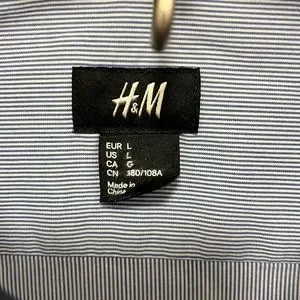 H&M
EUR L
US L
CA G
CN 180/108A
Made in
China